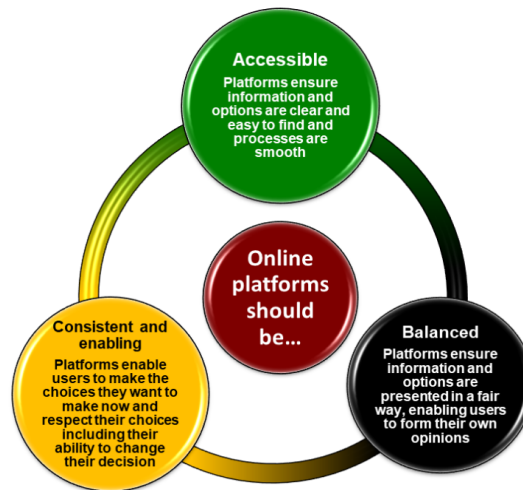 Accessible
Platforms ensure
information and
options are clear and
easy to find and
processes are
smooth
Online
platforms
should
be...
Consistent and
enabling
Platforms enable
users to make the
choices they want to
make now and
respect their choices
including their
ability to change
their decision
Balanced
Platforms ensure
information and
options are
presented in a fair
way, enabling users
to form their own
opinions